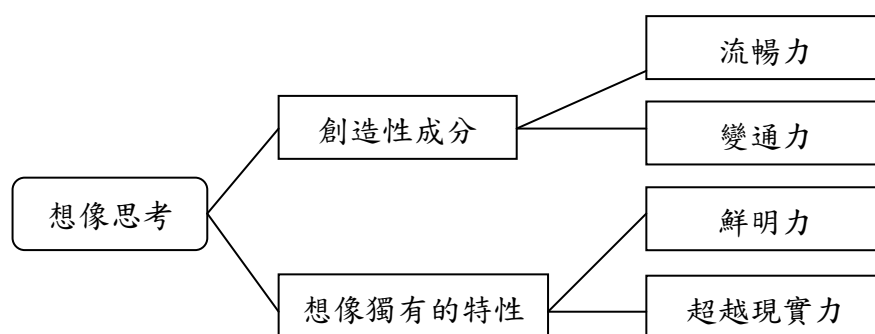 流暢力
創造性成分
變通力
想像思考
鮮明力
想像獨有的特性
超越現實力